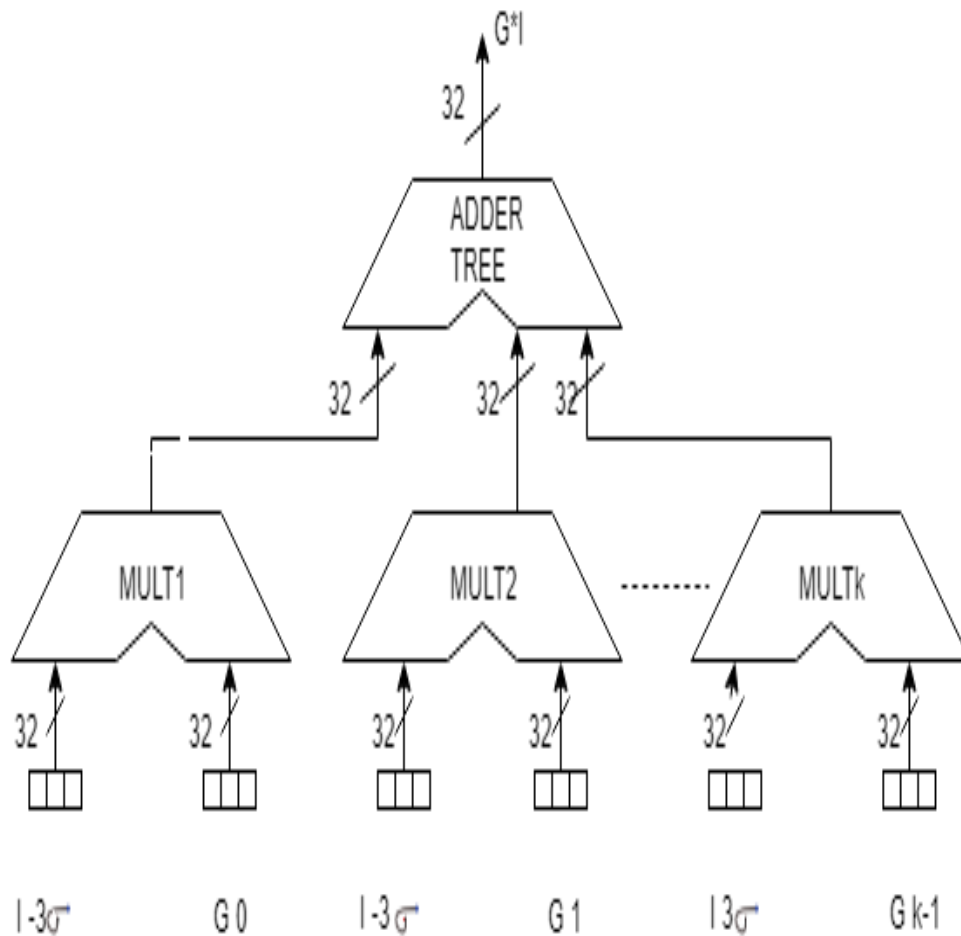 G*I
32
ADDER
TREE
32 32 32
MULT1 MULT2 MULTk
32 32 32 32 32 32
I -3σ G 0 I -3σ G 1 I 3σ G k-1